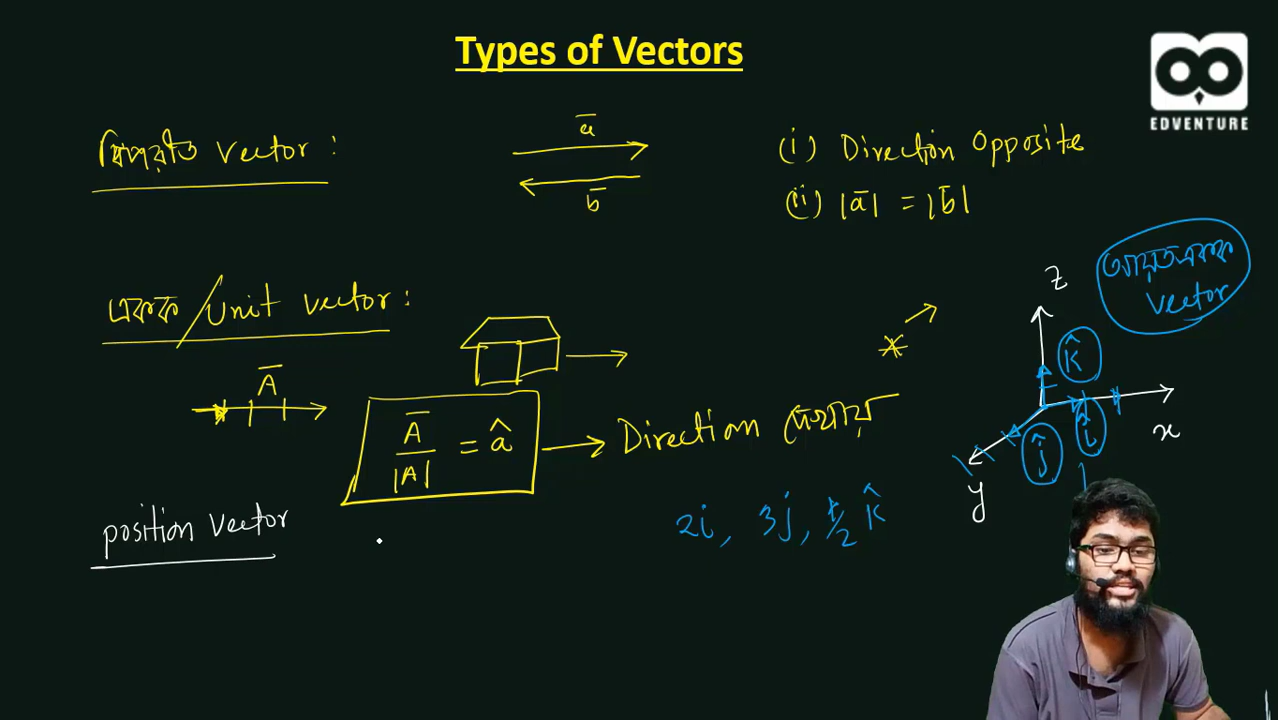 Types of Vectors
EDVENTURE
বিপরীত vector :
a̅
b̅
(i) Direction Opposite
(ii) |a̅| = |b̅|
একক /Unit vector :
A̅
A̅/|A| = â → Direction দেখায়
আয়তএকক
vector
z
k̂
x
î
ĵ
y
position vector
2i, 3j, ½ k̂